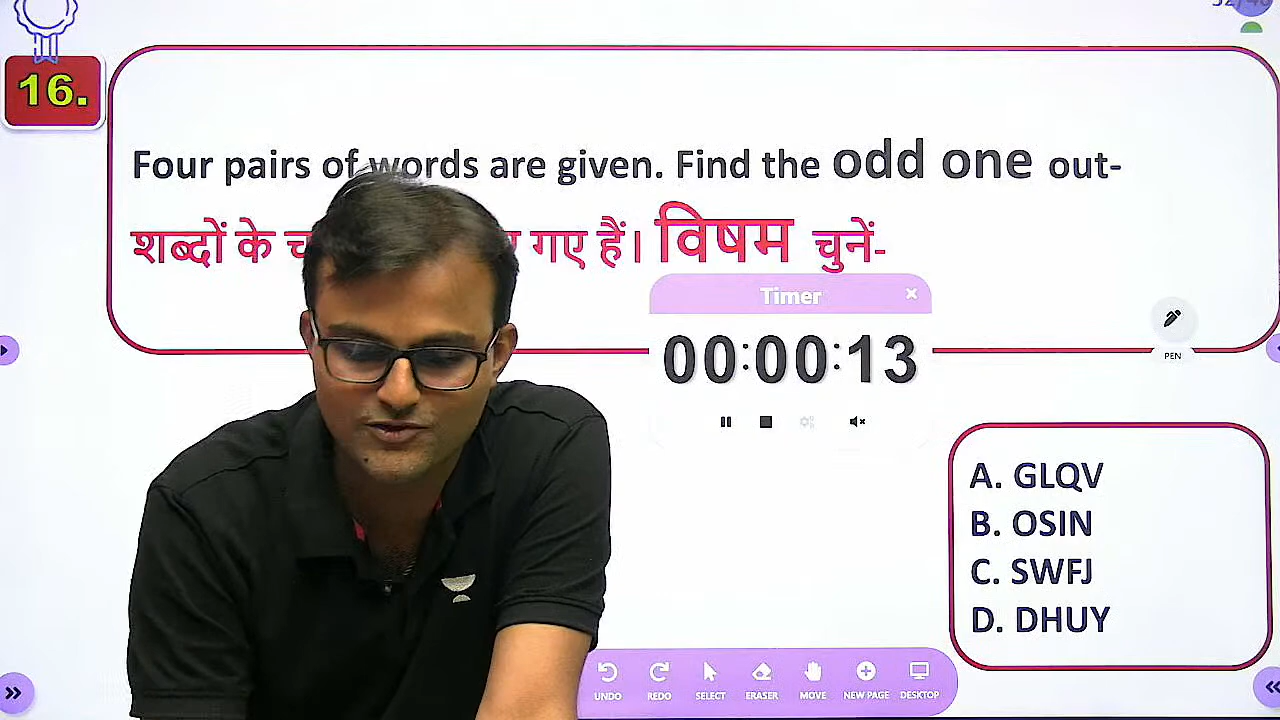 16.
Four pairs of words are given. Find the odd one out-
शब्दों के गए हैं। विषम चुनें-
Timer
00:00:13
PEN
A. GLQV
B. OSIN
C. SWFJ
D. DHUY
UNDO REDO SELECT ERASER MOVE NEW PAGE DESKTOP